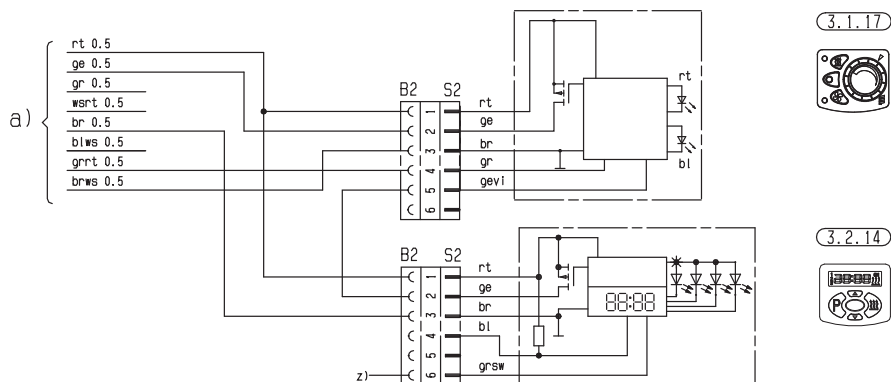 a)
rt 0.5
ge 0.5
gr 0.5
wsrt 0.5
br 0.5
blws 0.5
grrt 0.5
brws 0.5
B2 S2
1 rt
2 ge
3 br
4 gr
5 gevi
6
rt
bl
3.1.17
B2 S2
1 rt
2 ge
3 br
4 bl
5
z) 6 grsw
88:88
3.2.14
88:88
P